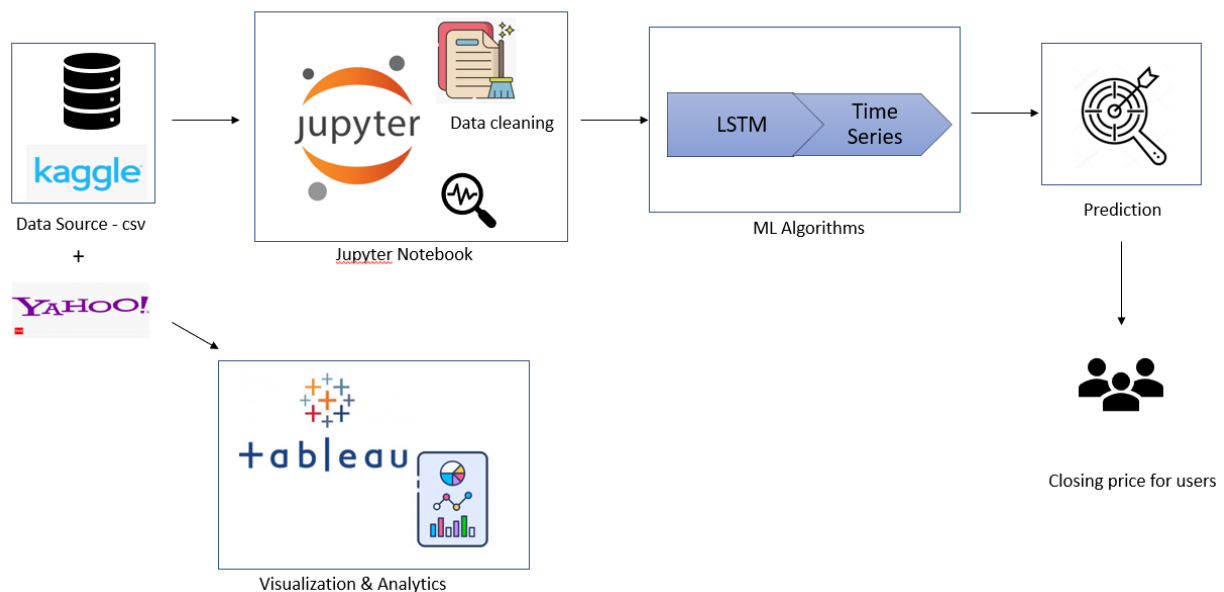 kaggle
Data Source - csv
+
YAHOO!
jupyter
Data cleaning
Jupyter Notebook
LSTM
Time
Series
ML Algorithms
Prediction
Closing price for users
+ableau
Visualization & Analytics